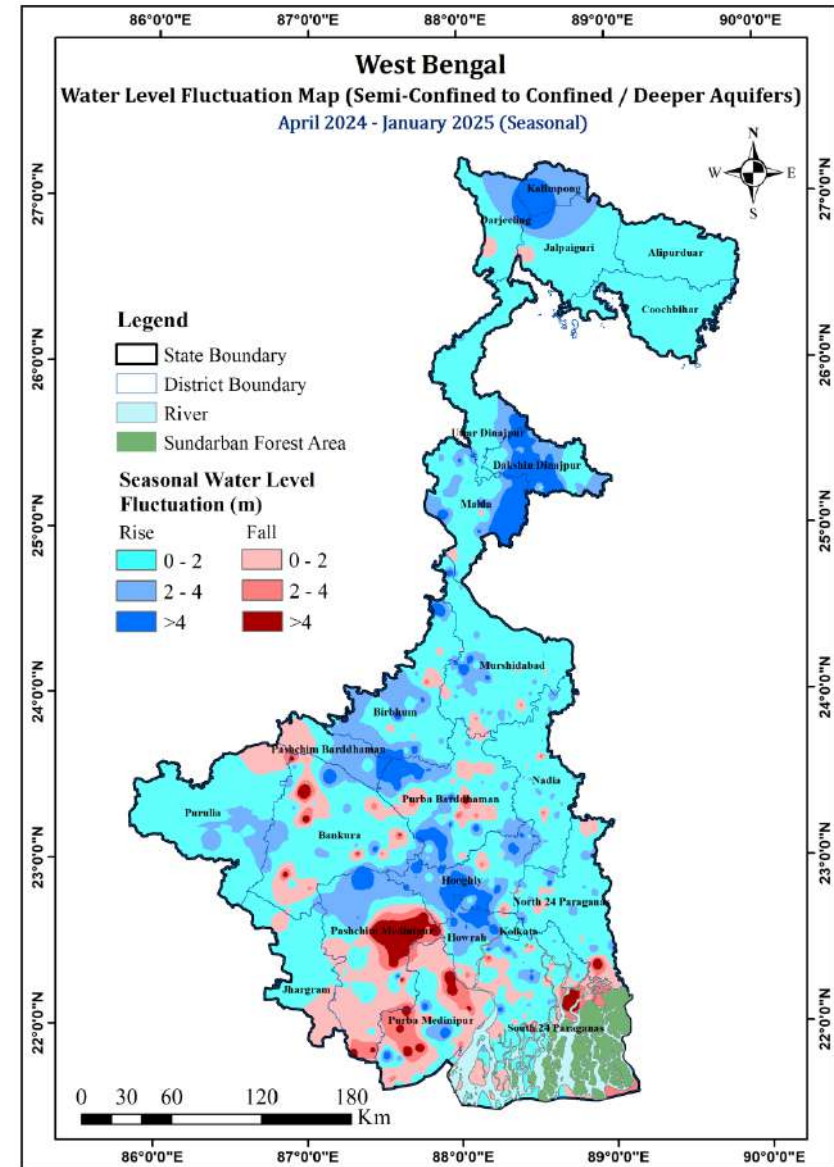 86°0'0"E 87°0'0"E 88°0'0"E 89°0'0"E 90°0'0"E
West Bengal
Water Level Fluctuation Map (Semi-Confined to Confined / Deeper Aquifers)
April 2024 - January 2025 (Seasonal)
N
W E
S
27°0'0"N 27°0'0"N
Kalimpong
Darjeeling
Jalpaiguri
Alipurduar
Coochbihar
26°0'0"N 26°0'0"N
Legend
State Boundary
District Boundary
River
Sundarban Forest Area
Seasonal Water Level
Fluctuation (m)
Rise Fall
0 - 2 0 - 2
2 - 4 2 - 4
>4 >4
Uttar Dinajpur
Dakshin Dinajpur
Malda
25°0'0"N 25°0'0"N
Murshidabad
24°0'0"N 24°0'0"N
Birbhum
Pashchim Barddhaman
Nadia
Purba Barddhaman
Purulia
Bankura
23°0'0"N 23°0'0"N
Hooghly
North 24 Paraganas
Pashchim Medinipur
Howrah
Kolkata
Jhargram
22°0'0"N 22°0'0"N
Purba Medinipur
South 24 Paraganas
0 30 60 120 180
Km
86°0'0"E 87°0'0"E 88°0'0"E 89°0'0"E 90°0'0"E